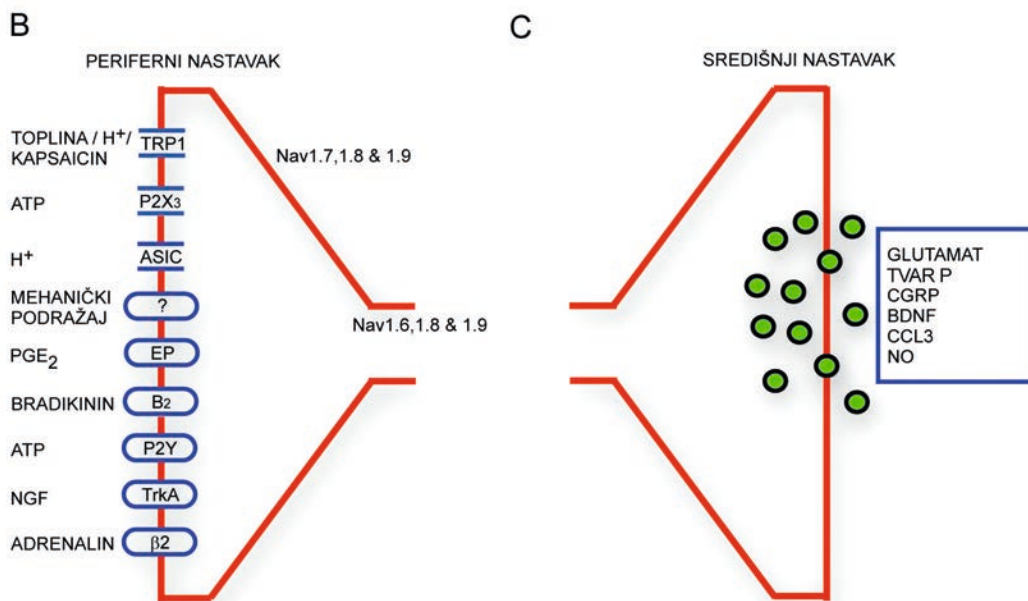 B
PERIFERNI NASTAVAK
TOPLINA / H+/
KAPSAICIN
TRP1
ATP
P2X3
H+
ASIC
MEHANIČKI
PODRAŽAJ
?
PGE2
EP
BRADIKININ
B2
ATP
P2Y
NGF
TrkA
ADRENALIN
β2
Nav1.7,1.8 & 1.9
Nav1.6,1.8 & 1.9
C
SREDIŠNJI NASTAVAK
GLUTAMAT
TVAR P
CGRP
BDNF
CCL3
NO